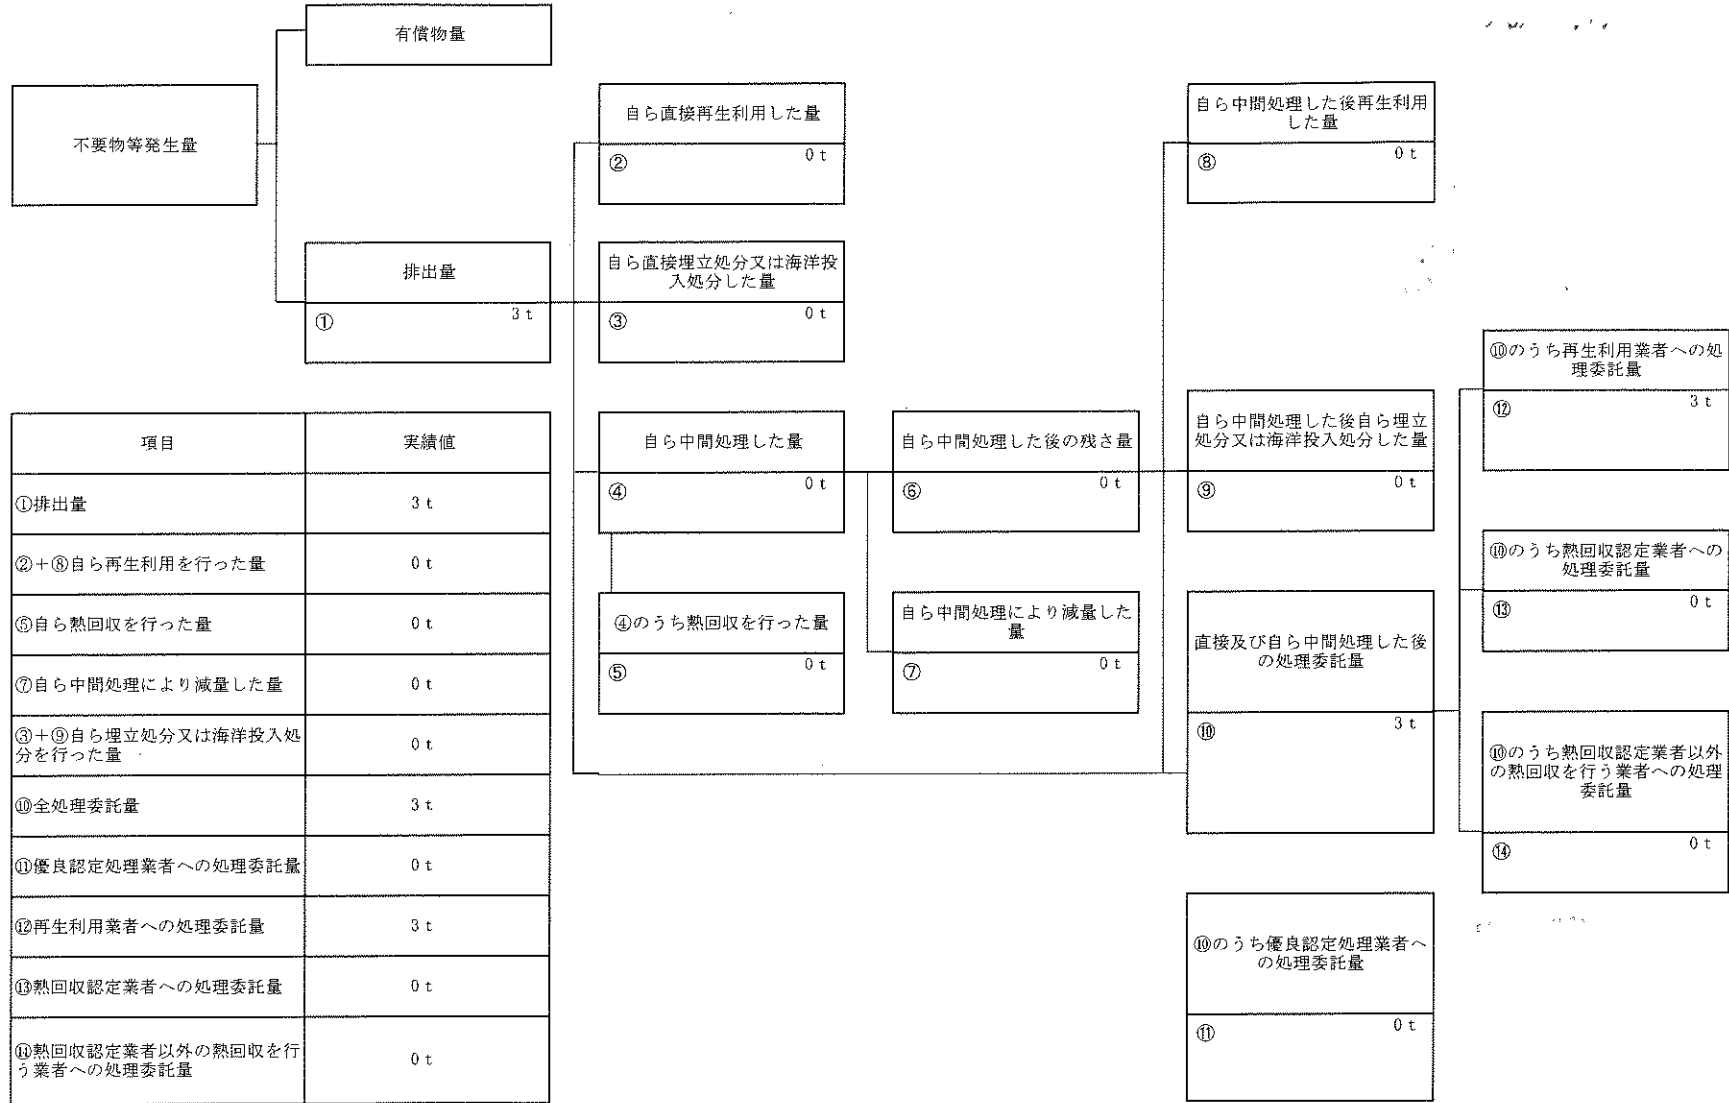 有償物量
不要物等発生量
排出量
① 3 t
自ら直接再生利用した量
② 0 t
自ら直接埋立処分又は海洋投
入処分した量
③ 0 t
自ら中間処理した量
④ 0 t
④のうち熱回収を行った量
⑤ 0 t
自ら中間処理した後の残さ量
⑥ 0 t
自ら中間処理により減量した
量
⑦ 0 t
自ら中間処理した後再生利用
した量
⑧ 0 t
自ら中間処理した後自ら埋立
処分又は海洋投入処分した量
⑨ 0 t
直接及び自ら中間処理した後
の処理委託量
⑩ 3 t
⑩のうち優良認定処理業者へ
の処理委託量
⑪ 0 t
⑩のうち再生利用業者への処
理委託量
⑫ 3 t
⑩のうち熱回収認定業者への
処理委託量
⑬ 0 t
⑩のうち熱回収認定業者以外
の熱回収を行う業者への処理
委託量
⑭ 0 t
項目 実績値
①排出量 3 t
②+⑧自ら再生利用を行った量 0 t
⑤自ら熱回収を行った量 0 t
⑦自ら中間処理により減量した量 0 t
③+⑨自ら埋立処分又は海洋投入処
分を行った量 0 t
⑩全処理委託量 3 t
⑪優良認定処理業者への処理委託量 0 t
⑫再生利用業者への処理委託量 3 t
⑬熱回収認定業者への処理委託量 0 t
⑭熱回収認定業者以外の熱回収を行
う業者への処理委託量 0 t